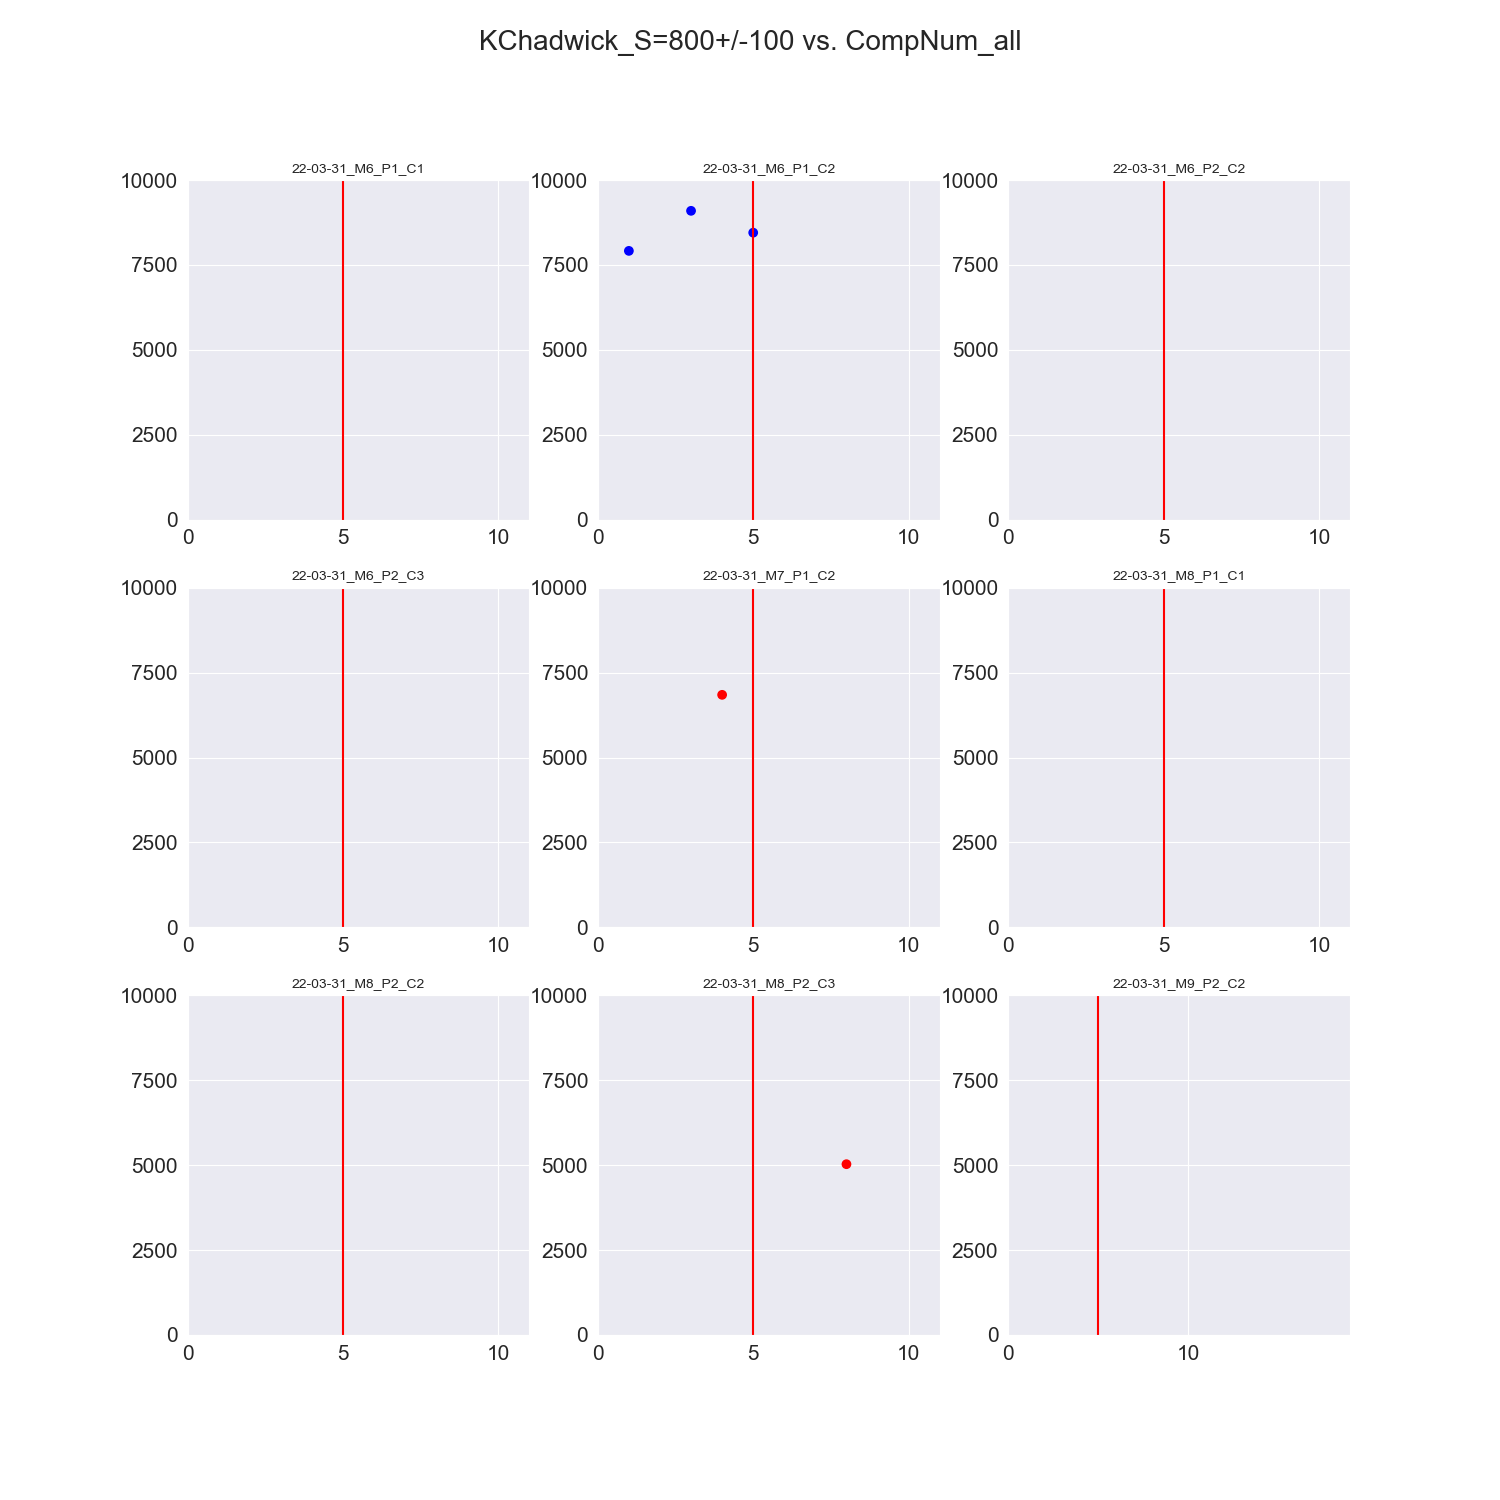 KChadwick_S=800+/-100 vs. CompNum_all
22-03-31_M6_P1_C1
10000
7500
5000
2500
0
0 5 10
22-03-31_M6_P1_C2
10000
7500
5000
2500
0
0 5 10
22-03-31_M6_P2_C2
10000
7500
5000
2500
0
0 5 10
22-03-31_M6_P2_C3
10000
7500
5000
2500
0
0 5 10
22-03-31_M7_P1_C2
10000
7500
5000
2500
0
0 5 10
22-03-31_M8_P1_C1
10000
7500
5000
2500
0
0 5 10
22-03-31_M8_P2_C2
10000
7500
5000
2500
0
0 5 10
22-03-31_M8_P2_C3
10000
7500
5000
2500
0
0 5 10
22-03-31_M9_P2_C2
10000
7500
5000
2500
0
0 10